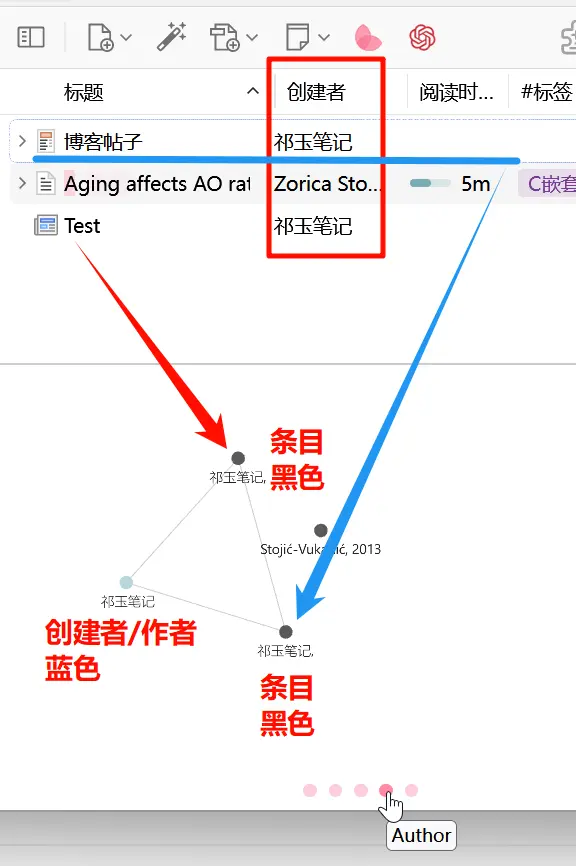 标题 创建者 阅读时... #标签
博客帖子 祁玉笔记
Aging affects AO rat Zorica Sto... 5m C嵌套
Test 祁玉笔记
条目
黑色
祁玉笔记,
Stojić-Vuka ić, 2013
祁玉笔记
创建者/作者
蓝色
祁玉笔记,
条目
黑色
Author